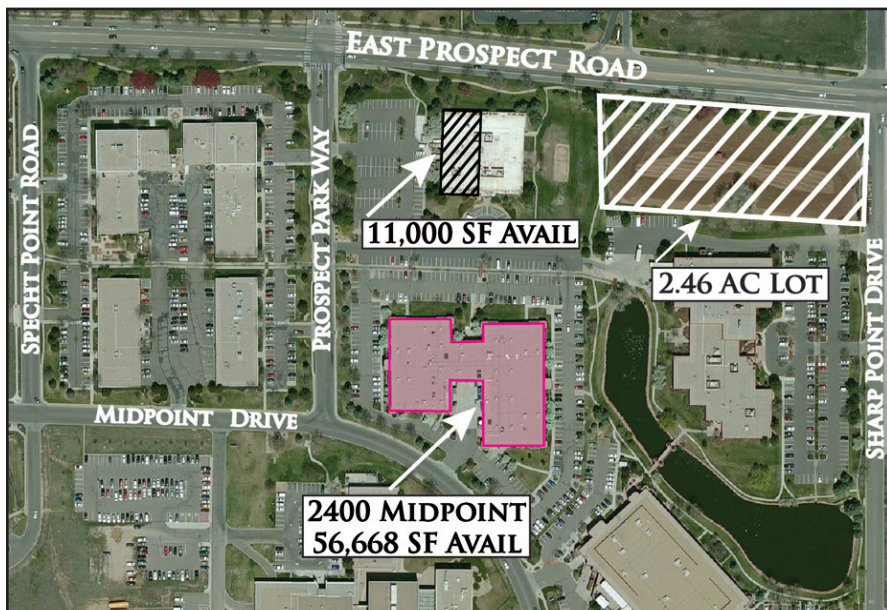 EAST PROSPECT ROAD
SPECHT POINT ROAD
PROSPECT PARK WAY
11,000 SF AVAIL
2.46 AC LOT
SHARP POINT DRIVE
MIDPOINT DRIVE
2400 MIDPOINT
56,668 SF AVAIL